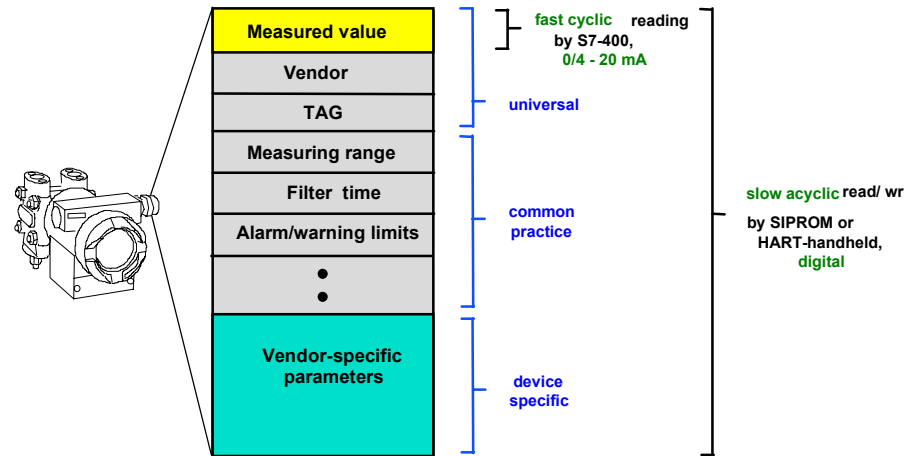 Measured value
Vendor
TAG
Measuring range
Filter time
Alarm/warning limits
Vendor-specific
parameters
universal
common
practice
device
specific
fast cyclic reading
by S7-400,
0/4 - 20 mA
slow acyclic read/ wr
by SIPROM or
HART-handheld,
digital